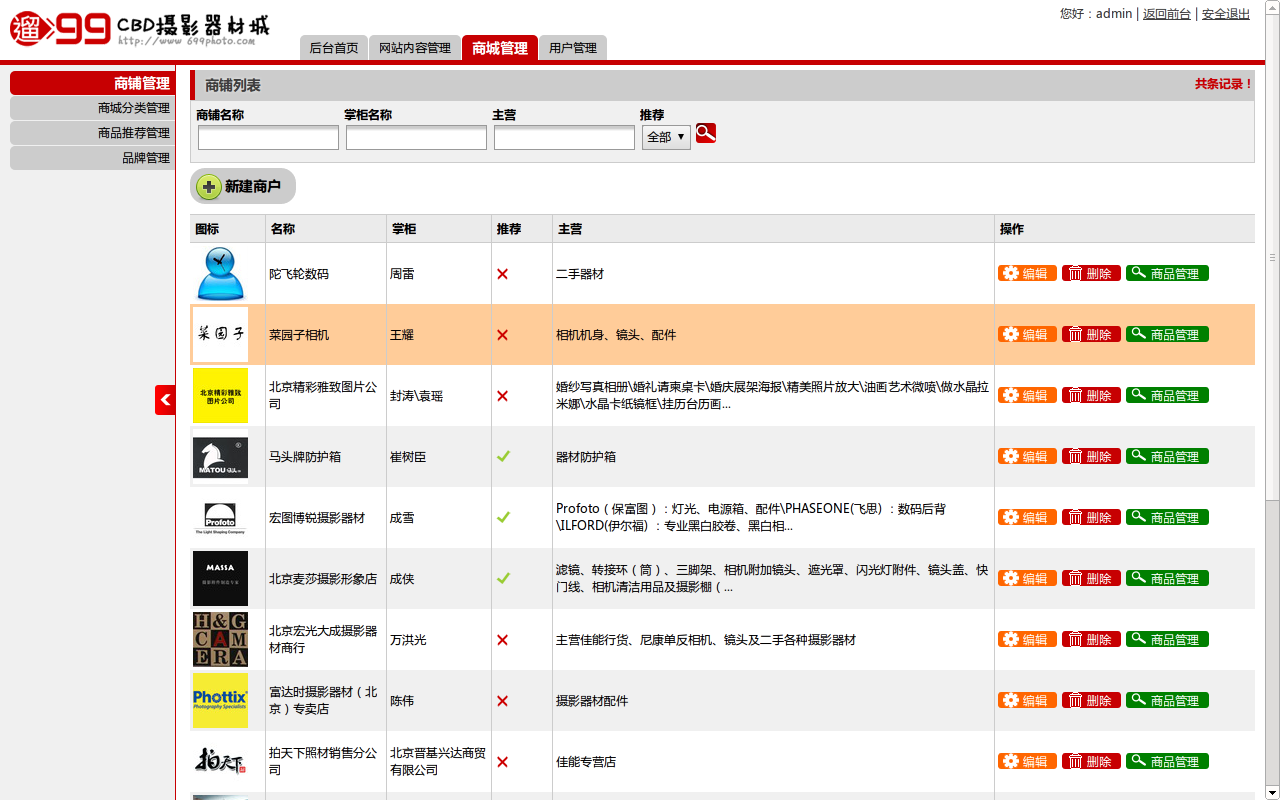 遛99 CBD摄影器材城
http://www.699photo.com
您好：admin | 返回前台 | 安全退出
后台首页 网站内容管理 商城管理 用户管理
商铺管理
商城分类管理
商品推荐管理
品牌管理
商铺列表 共条记录！
商铺名称 掌柜名称 主营 推荐
全部
新建商户
图标 名称 掌柜 推荐 主营 操作
陀飞轮数码 周雷 二手器材 编辑 删除 商品管理
菜园子 菜园子相机 王耀 相机机身、镜头、配件 编辑 删除 商品管理
北京精彩雅致
图片公司
北京精彩雅致图片公
司
封涛\袁瑶
婚纱写真相册\婚礼请柬桌卡\婚庆展架海报\精美照片放大\油画艺术微喷\做水晶拉
米娜\水晶卡纸镜框\挂历台历画...
编辑 删除 商品管理
MATOU
马头牌防护箱 崔树臣 器材防护箱 编辑 删除 商品管理
Profoto
The Light Shaping Company
宏图博锐摄影器材 成雪
Profoto（保富图）：灯光、电源箱、配件\PHASEONE(飞思）：数码后背
\ILFORD(伊尔福）：专业黑白胶卷、黑白相...
编辑 删除 商品管理
MASSA
北京麦莎摄影形象店 成侠
滤镜、转接环（筒）、三脚架、相机附加镜头、遮光罩、闪光灯附件、镜头盖、快
门线、相机清洁用品及摄影棚（...
编辑 删除 商品管理
H&G
CAM
ERA
北京宏光大成摄影器
材商行
万洪光 主营佳能行货、尼康单反相机、镜头及二手各种摄影器材 编辑 删除 商品管理
Phottix
Photography Specialists
富达时摄影器材（北
京）专卖店
陈伟 摄影器材配件 编辑 删除 商品管理
拍天下
拍天下照材销售分公
司
北京晋基兴达商贸
有限公司
佳能专营店 编辑 删除 商品管理